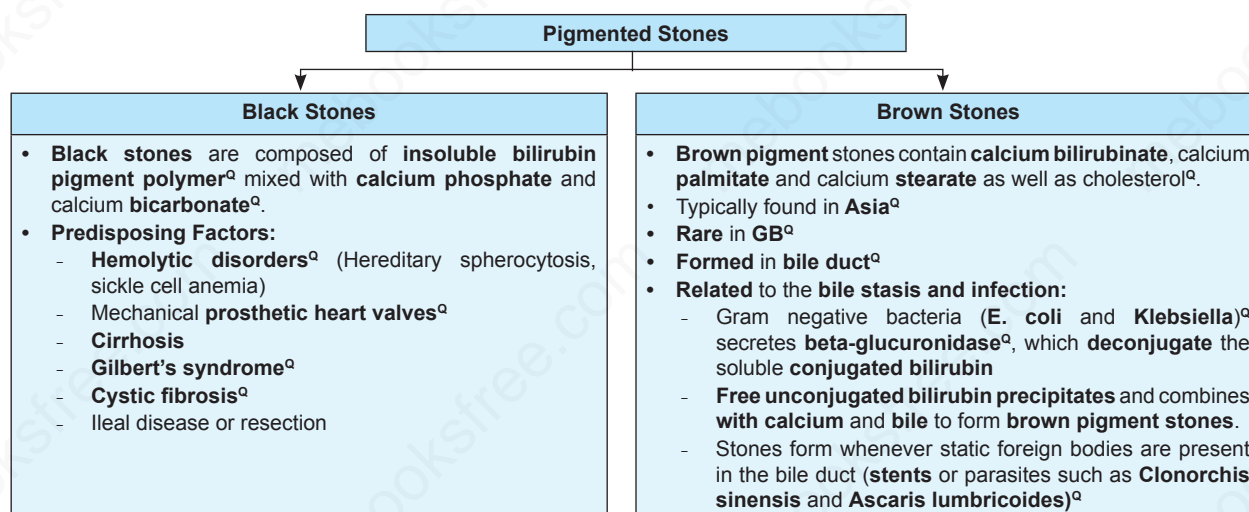 Pigmented Stones
Black Stones
• Black stones are composed of insoluble bilirubin
pigment polymerQ mixed with calcium phosphate and
calcium bicarbonateQ.
• Predisposing Factors:
- Hemolytic disordersQ (Hereditary spherocytosis,
sickle cell anemia)
- Mechanical prosthetic heart valvesQ
- Cirrhosis
- Gilbert's syndromeQ
- Cystic fibrosisQ
- Ileal disease or resection
Brown Stones
• Brown pigment stones contain calcium bilirubinate, calcium
palmitate and calcium stearate as well as cholesterolQ.
• Typically found in AsiaQ
• Rare in GBQ
• Formed in bile ductQ
• Related to the bile stasis and infection:
- Gram negative bacteria (E. coli and Klebsiella)Q
secretes beta-glucuronidaseQ, which deconjugate the
soluble conjugated bilirubin
- Free unconjugated bilirubin precipitates and combines
with calcium and bile to form brown pigment stones.
- Stones form whenever static foreign bodies are present
in the bile duct (stents or parasites such as Clonorchis
sinensis and Ascaris lumbricoides)Q